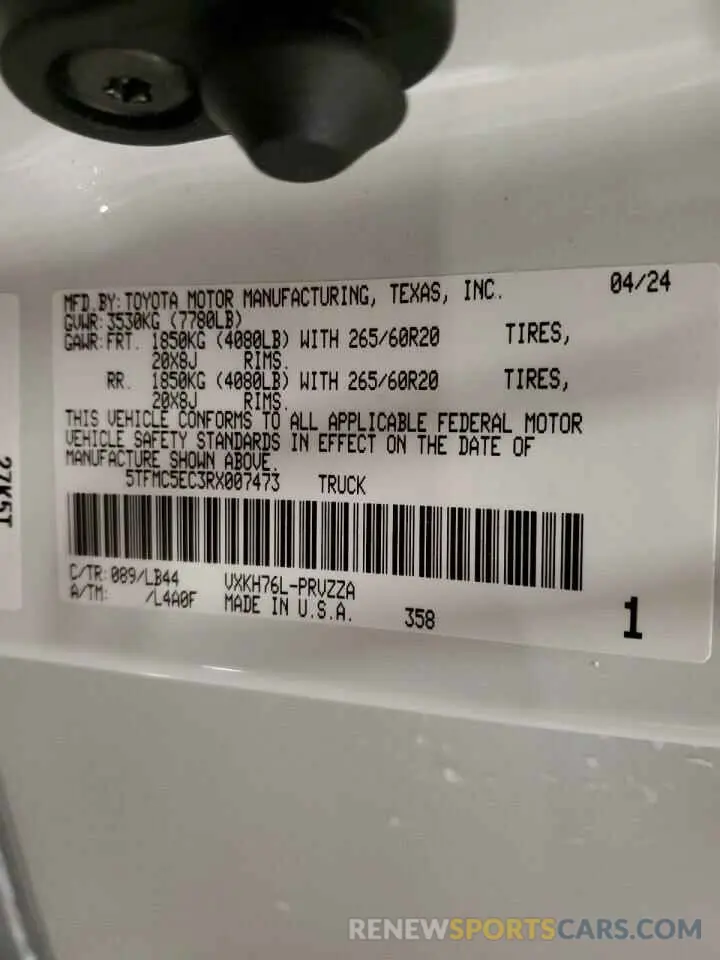 MFD.BY: TOYOTA MOTOR MANUFACTURING, TEXAS, INC. 04/24
GVWR: 3530KG (7780LB)
GAWR: FRT. 1850KG (4080LB) WITH 265/60R20 TIRES,
20X8J RIMS.
RR. 1850KG (4080LB) WITH 265/60R20 TIRES,
20X8J RIMS.
THIS VEHICLE CONFORMS TO ALL APPLICABLE FEDERAL MOTOR
VEHICLE SAFETY STANDARDS IN EFFECT ON THE DATE OF
MANUFACTURE SHOWN ABOVE.
5TFMC5EC3RX007473 TRUCK
C/TR: 089/LB44 VXKH76L-PRVZZA
A/TM: /L4A0F MADE IN U.S.A. 358 1
RENEWSPORTSCARS.COM